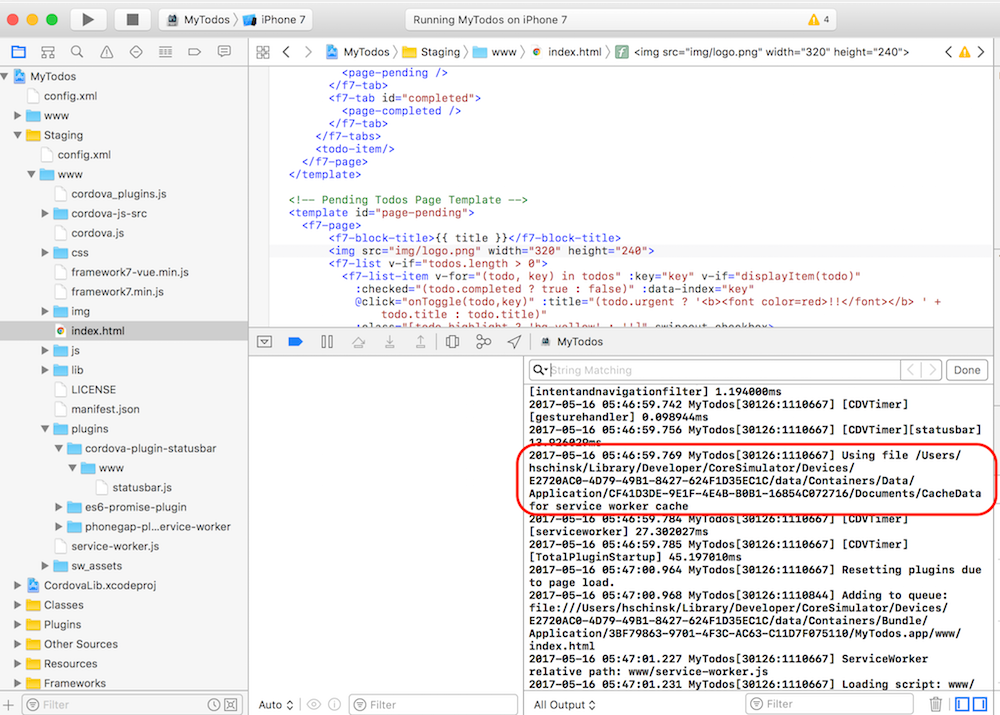 MyTodos iPhone 7
Running MyTodos on iPhone 7
4
MyTodos Staging www index.html <img src="img/logo.png" width="320" height="240">
MyTodos
config.xml
www
Staging
config.xml
www
cordova_plugins.js
cordova-js-src
cordova.js
css
framework7-vue.min.js
framework7.min.js
img
index.html
js
lib
LICENSE
manifest.json
plugins
cordova-plugin-statusbar
www
statusbar.js
es6-promise-plugin
phonegap-pl...ervice-worker
service-worker.js
sw_assets
CordovaLib.xcodeproj
Classes
Plugins
Other Sources
Resources
Frameworks
Filter
<page-pending />
</f7-tab>
<f7-tab id="completed">
<page-completed />
</f7-tab>
</f7-tabs>
<todo-item/>
</f7-page>
</template>
<!-- Pending Todos Page Template -->
<template id="page-pending">
<f7-page>
<f7-block-title>{{ title }}</f7-block-title>
<img src="img/logo.png" width="320" height="240">
<f7-list v-if="todos.length > 0">
<f7-list-item v-for="(todo, key) in todos" :key="key" v-if="displayItem(todo)"
:checked="(todo.completed ? true : false)" :data-index="key"
@click="onToggle(todo,key)" :title="(todo.urgent ? '<b><font color=red>!!</font></b> ' +
todo.title : todo.title)"
:class="[todo.highlight ? 'bg-yellow' : '']" swipeout checkbox>
MyTodos
String Matching
Done
[intentandnavigationfilter] 1.194000ms
2017-05-16 05:46:59.742 MyTodos[30126:1110667] [CDVTimer]
[gesturehandler] 0.098944ms
2017-05-16 05:46:59.756 MyTodos[30126:1110667] [CDVTimer][statusbar]
13.926029ms
2017-05-16 05:46:59.769 MyTodos[30126:1110667] Using file /Users/
hschinsk/Library/Developer/CoreSimulator/Devices/
E2720AC0-4D79-49B1-8427-624F1D35EC1C/data/Containers/Data/
Application/CF41D3DE-9E1F-4E4B-B0B1-16854C072716/Documents/CacheData
for service worker cache
2017-05-16 05:46:59.784 MyTodos[30126:1110667] [CDVTimer]
[serviceworker] 27.302027ms
2017-05-16 05:46:59.785 MyTodos[30126:1110667] [CDVTimer]
[TotalPluginStartup] 45.197010ms
2017-05-16 05:47:00.964 MyTodos[30126:1110667] Resetting plugins due
to page load.
2017-05-16 05:47:00.968 MyTodos[30126:1110844] Adding to queue:
file:///Users/hschinsk/Library/Developer/CoreSimulator/Devices/
E2720AC0-4D79-49B1-8427-624F1D35EC1C/data/Containers/Bundle/
Application/3BF79863-9701-4F3C-AC63-C11D7F075110/MyTodos.app/www/
index.html
2017-05-16 05:47:01.227 MyTodos[30126:1110667] ServiceWorker
relative path: www/service-worker.js
2017-05-16 05:47:01.231 MyTodos[30126:1110667] Loading script: www/
Auto
Filter
All Output
Filter